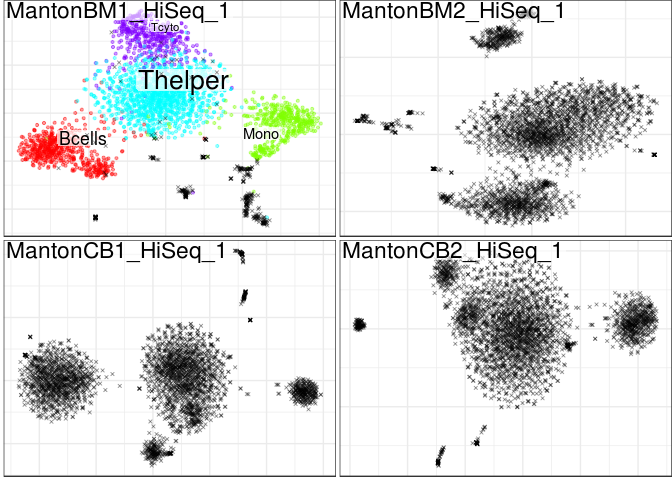 MantonBM1_HiSeq_1
Tcyto
Thelper
Bcells
Mono
MantonBM2_HiSeq_1
MantonCB1_HiSeq_1
MantonCB2_HiSeq_1